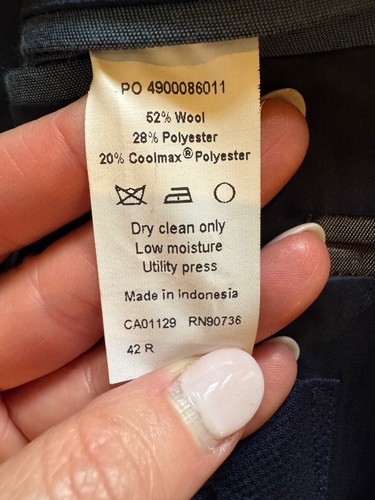 PO 4900086011
52% Wool
28% Polyester
20% Coolmax® Polyester
Dry clean only
Low moisture
Utility press
Made in Indonesia
CA01129 RN90736
42 R